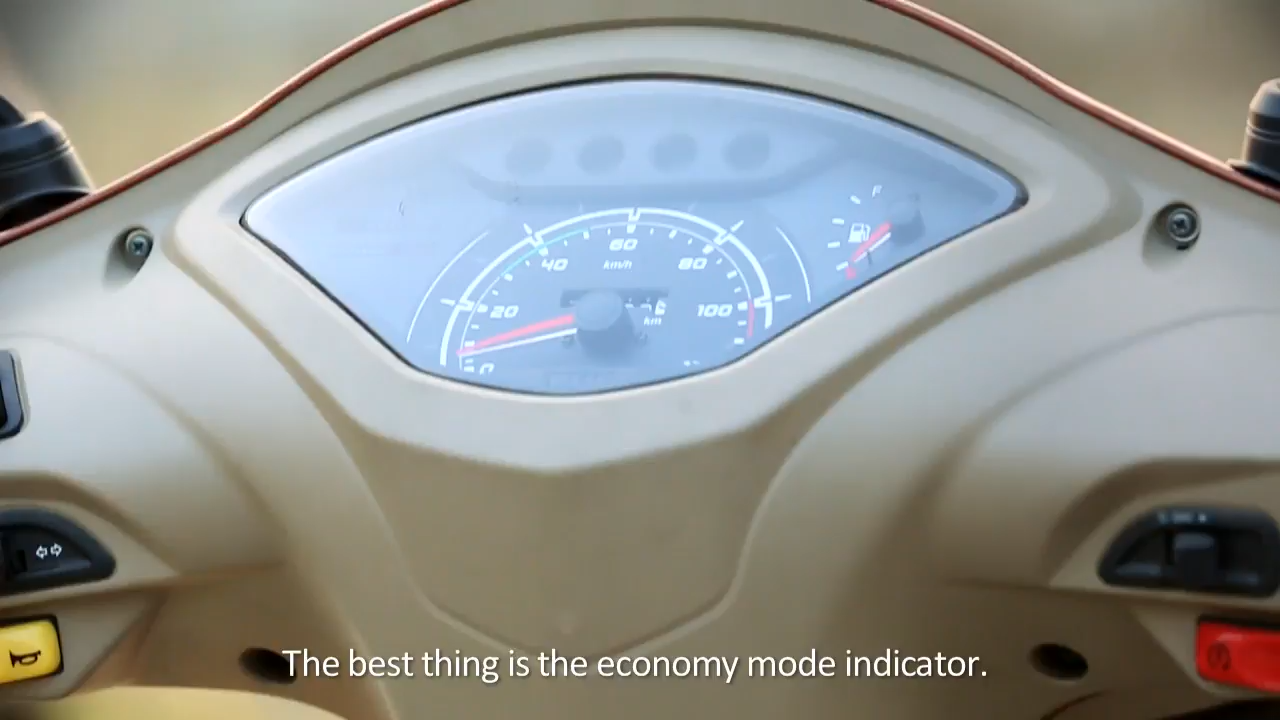 F
60
40 km/h 80
20 100
km
0
The best thing is the economy mode indicator.